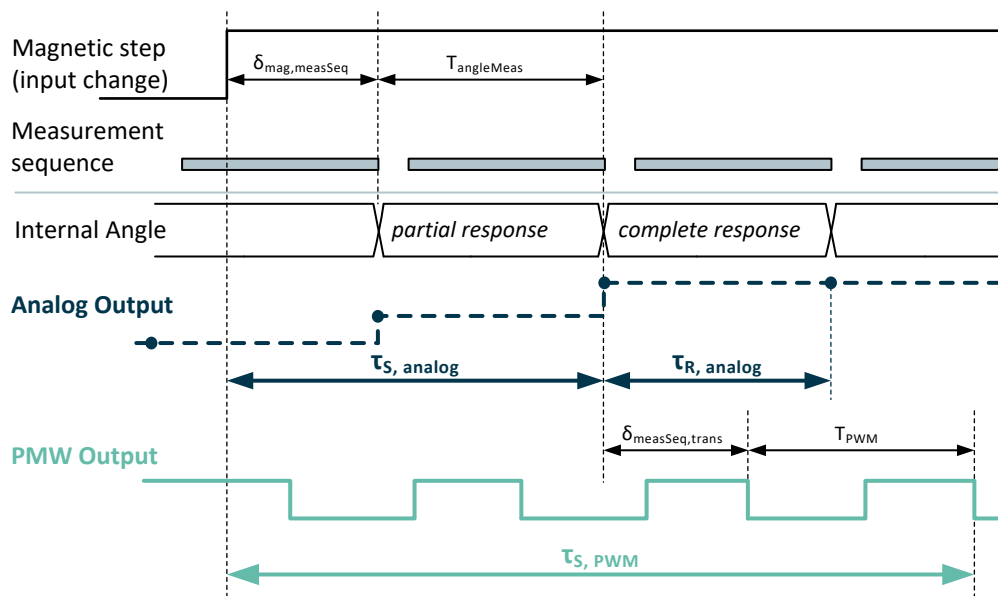 Magnetic step
(input change)
δmag,measSeq
TangleMeas
Measurement
sequence
Internal Angle
partial response
complete response
Analog Output
τS, analog
τR, analog
δmeasSeq,trans
TPWM
PMW Output
τS, PWM